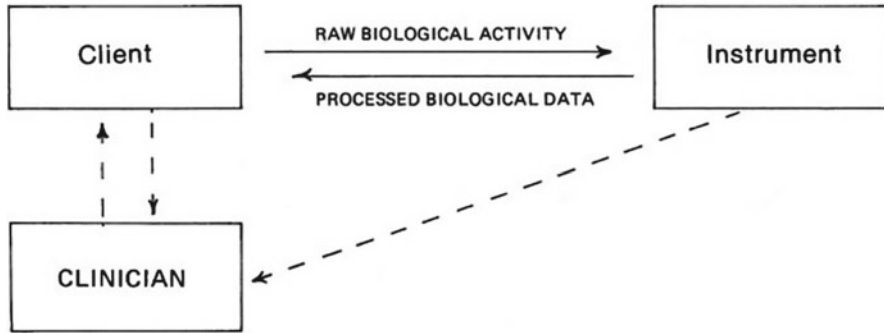 Client
RAW BIOLOGICAL ACTIVITY
PROCESSED BIOLOGICAL DATA
Instrument
CLINICIAN